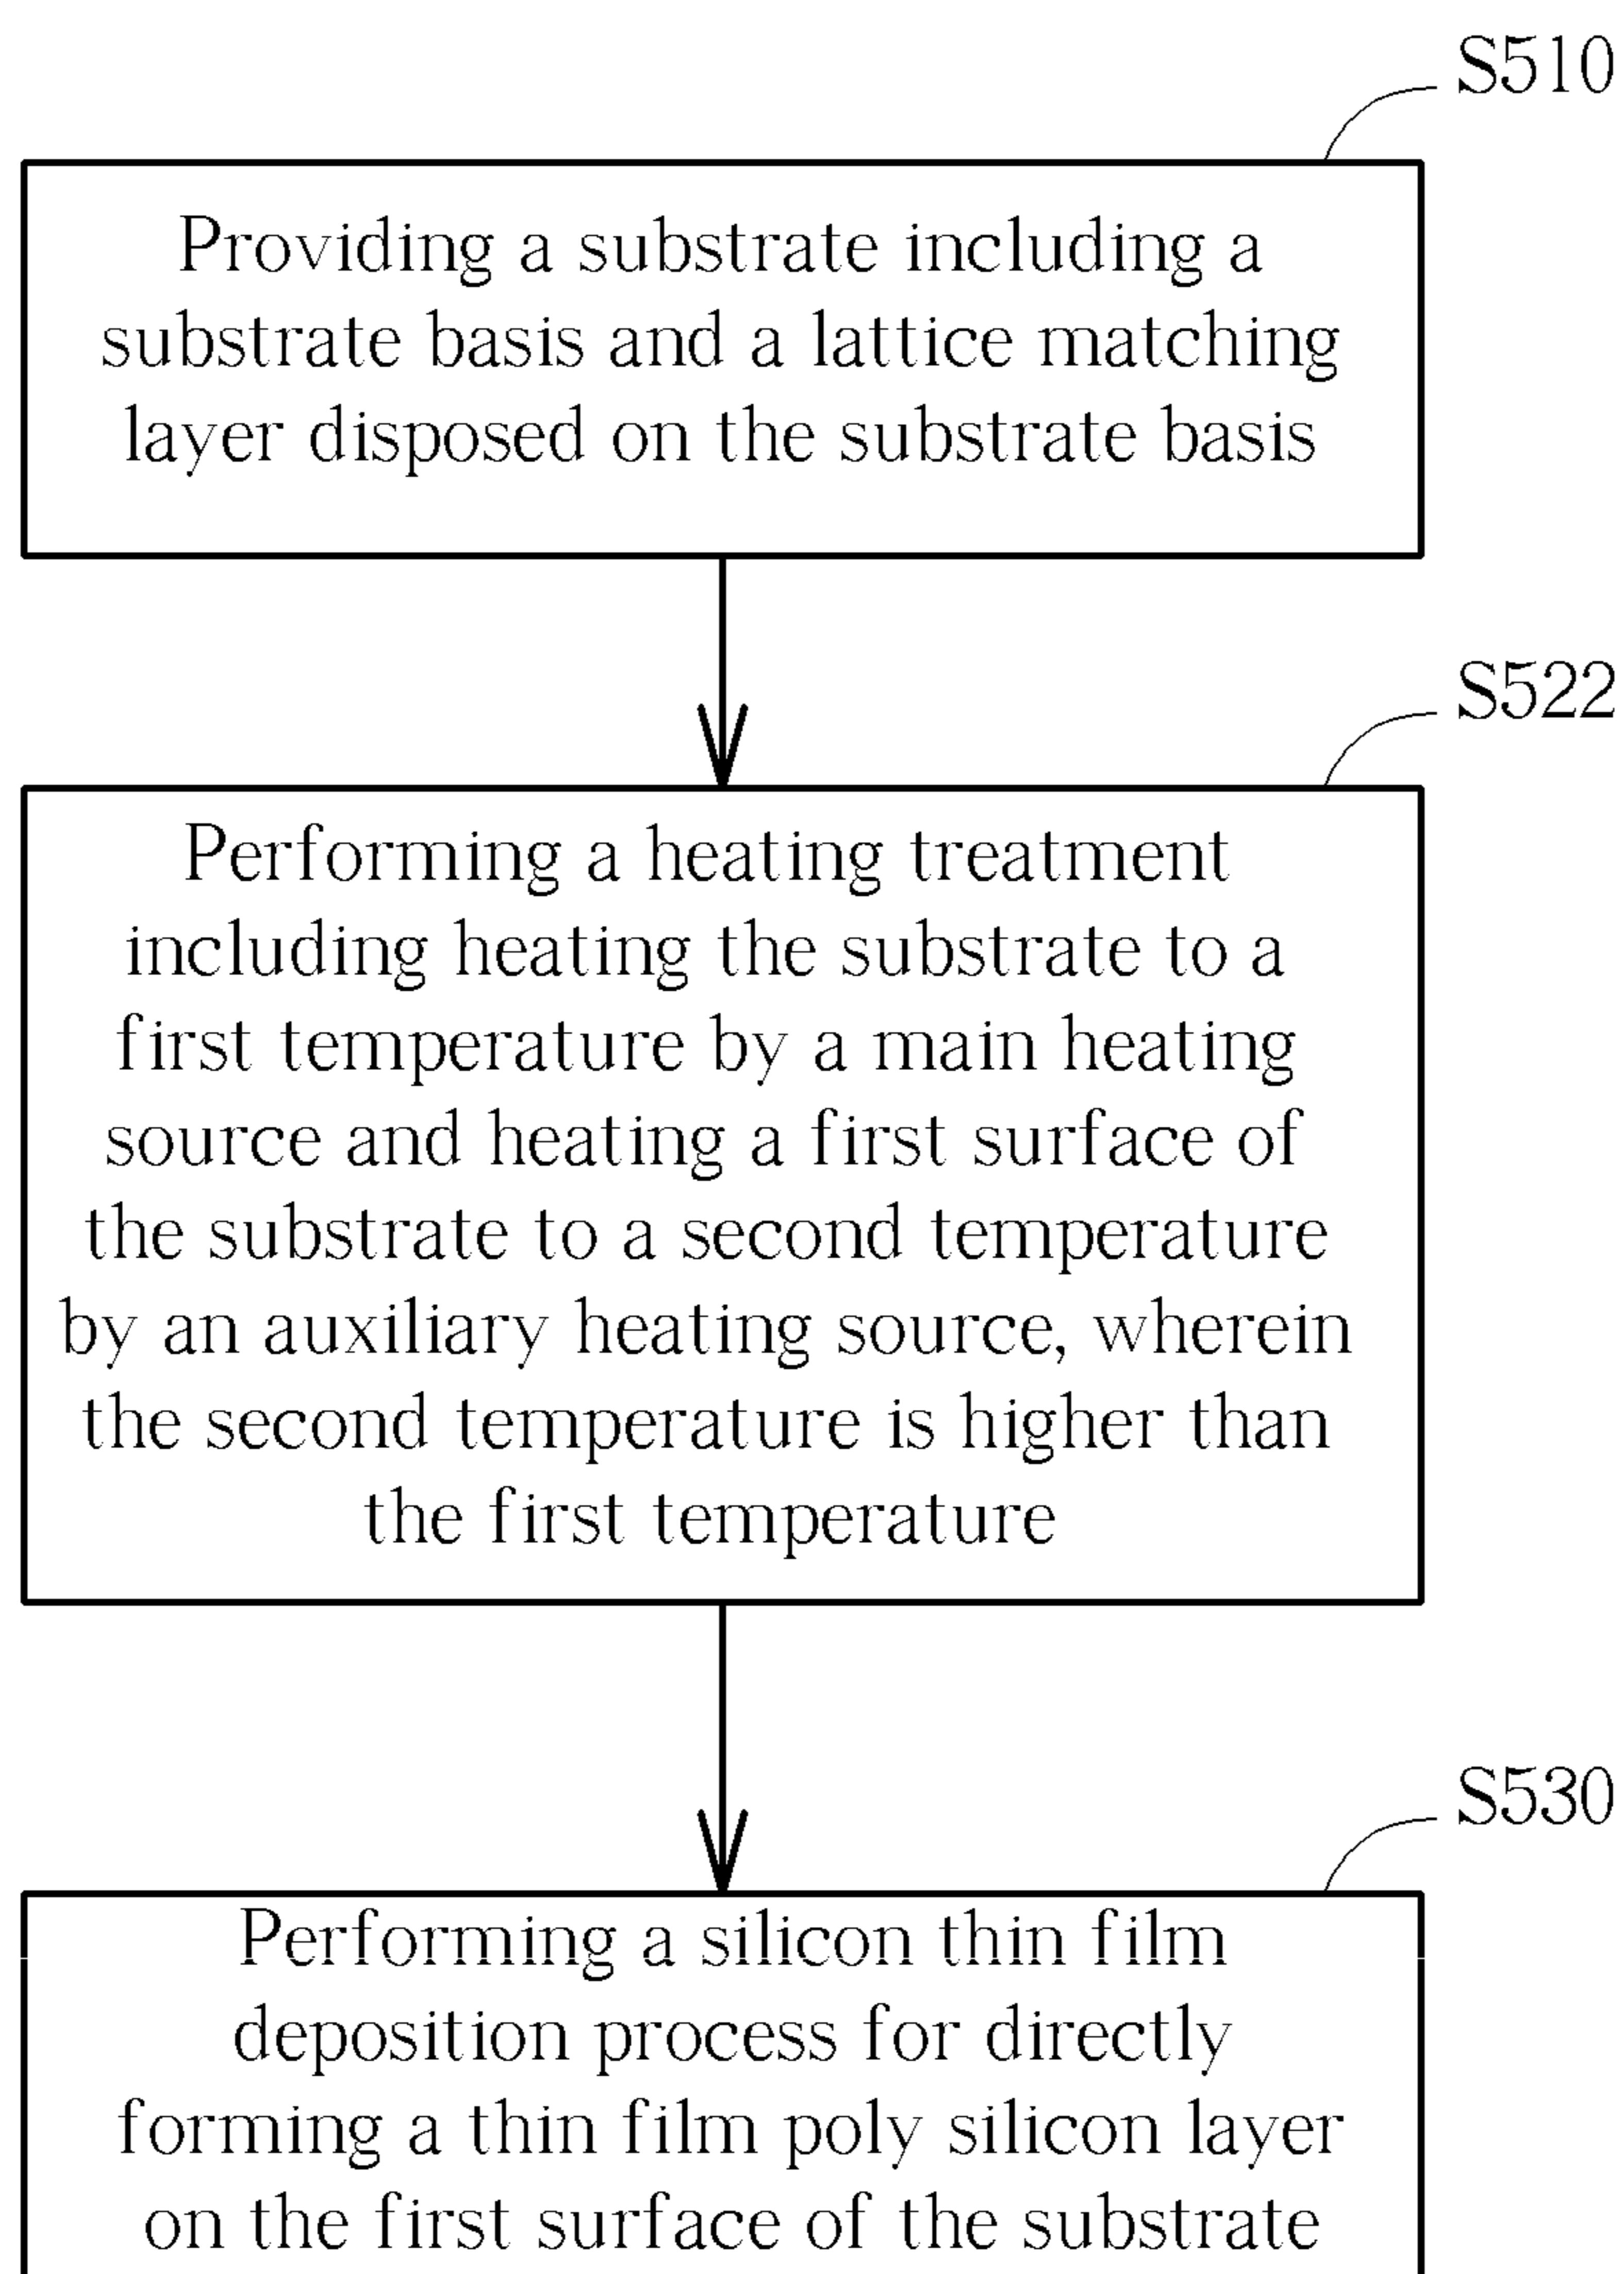 S510
Providing a substrate including a
substrate basis and a lattice matching
layer disposed on the substrate basis
S522
Performing a heating treatment
including heating the substrate to a
first temperature by a main heating
source and heating a first surface of
the substrate to a second temperature
by an auxiliary heating source, wherein
the second temperature is higher than
the first temperature
S530
Performing a silicon thin film
deposition process for directly
forming a thin film poly silicon layer
on the first surface of the substrate